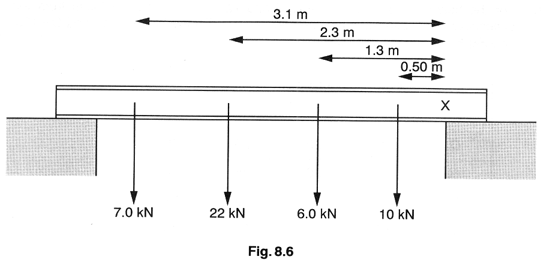 3.1 m
2.3 m
1.3 m
0.50 m
X
7.0 kN 22 kN 6.0 kN 10 kN
Fig. 8.6